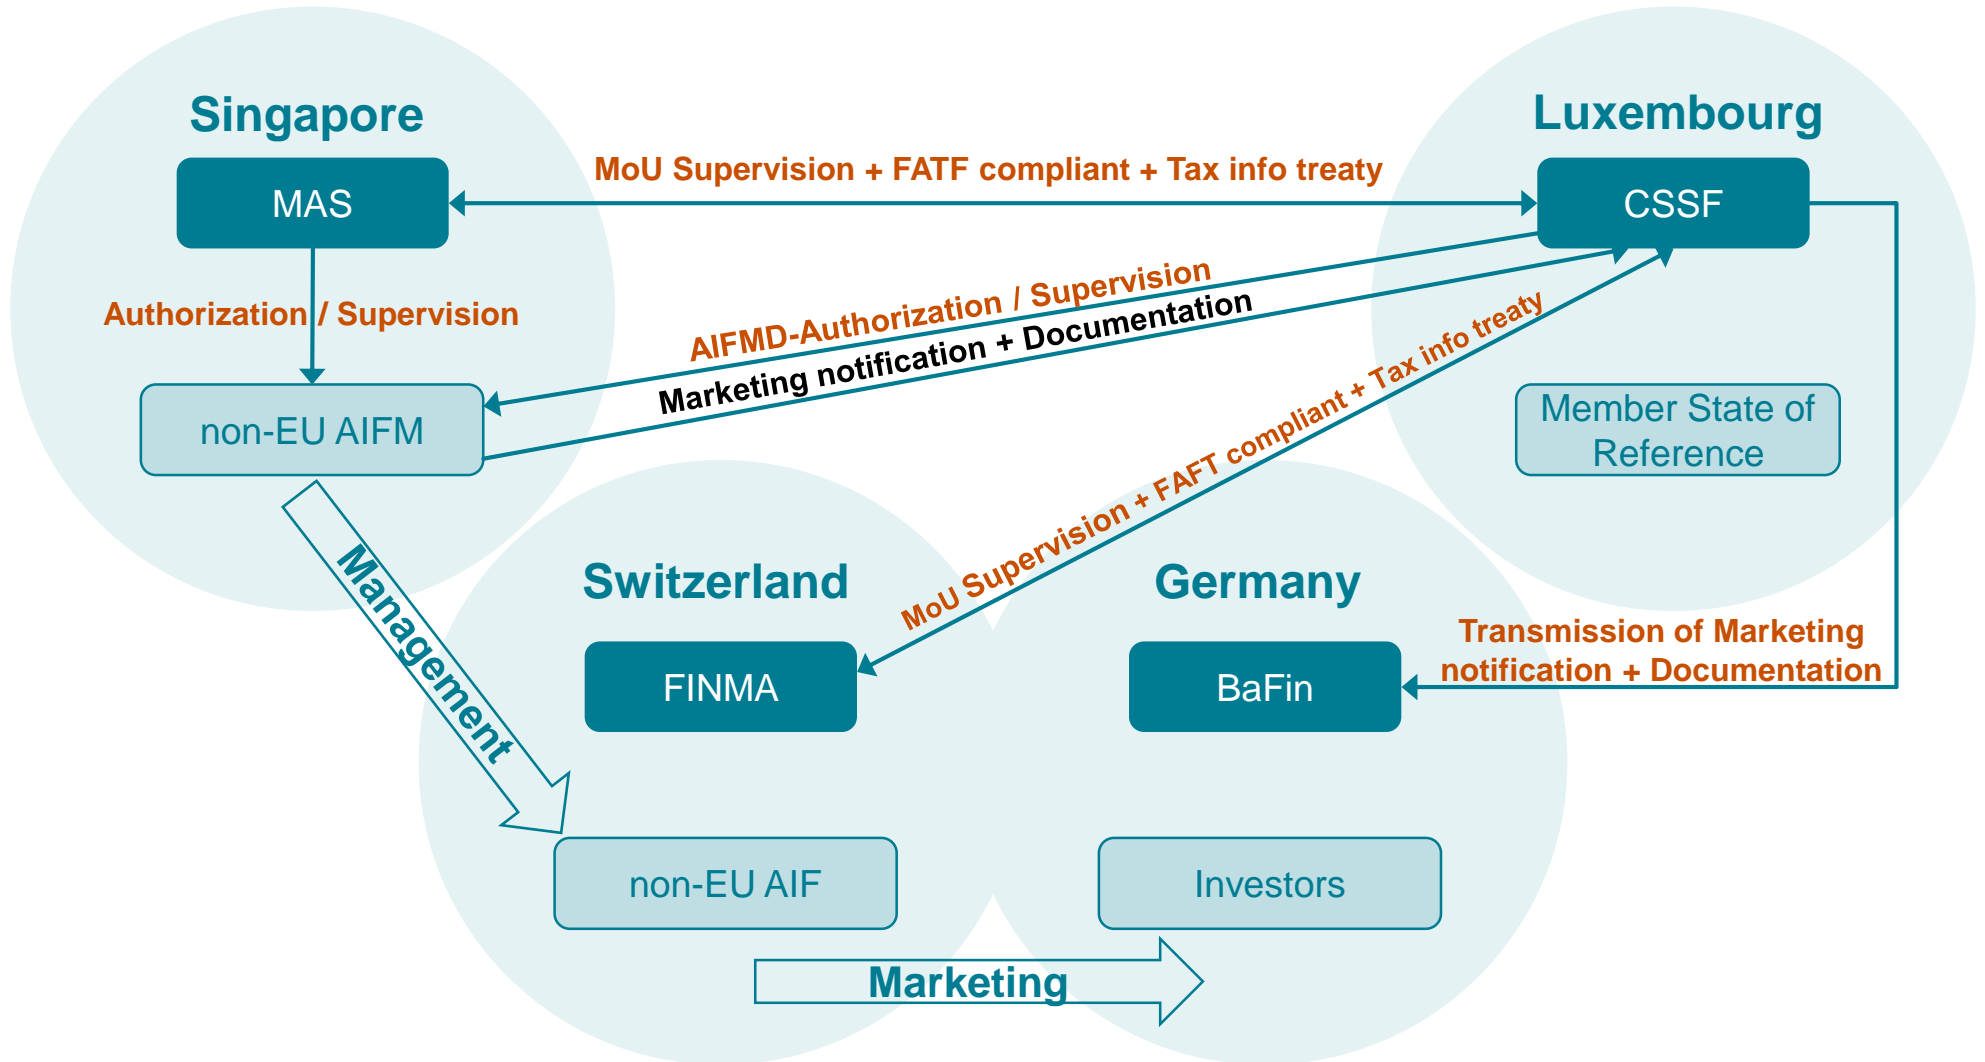 Singapore
Luxembourg
MAS
MoU Supervision + FATF compliant + Tax info treaty
CSSF
Authorization / Supervision
AIFMD-Authorization / Supervision
Marketing notification + Documentation
non-EU AIFM
Member State of
Reference
MoU Supervision + FAFT compliant + Tax info treaty
Management
Switzerland
Germany
Transmission of Marketing
notification + Documentation
FINMA
BaFin
non-EU AIF
Investors
Marketing